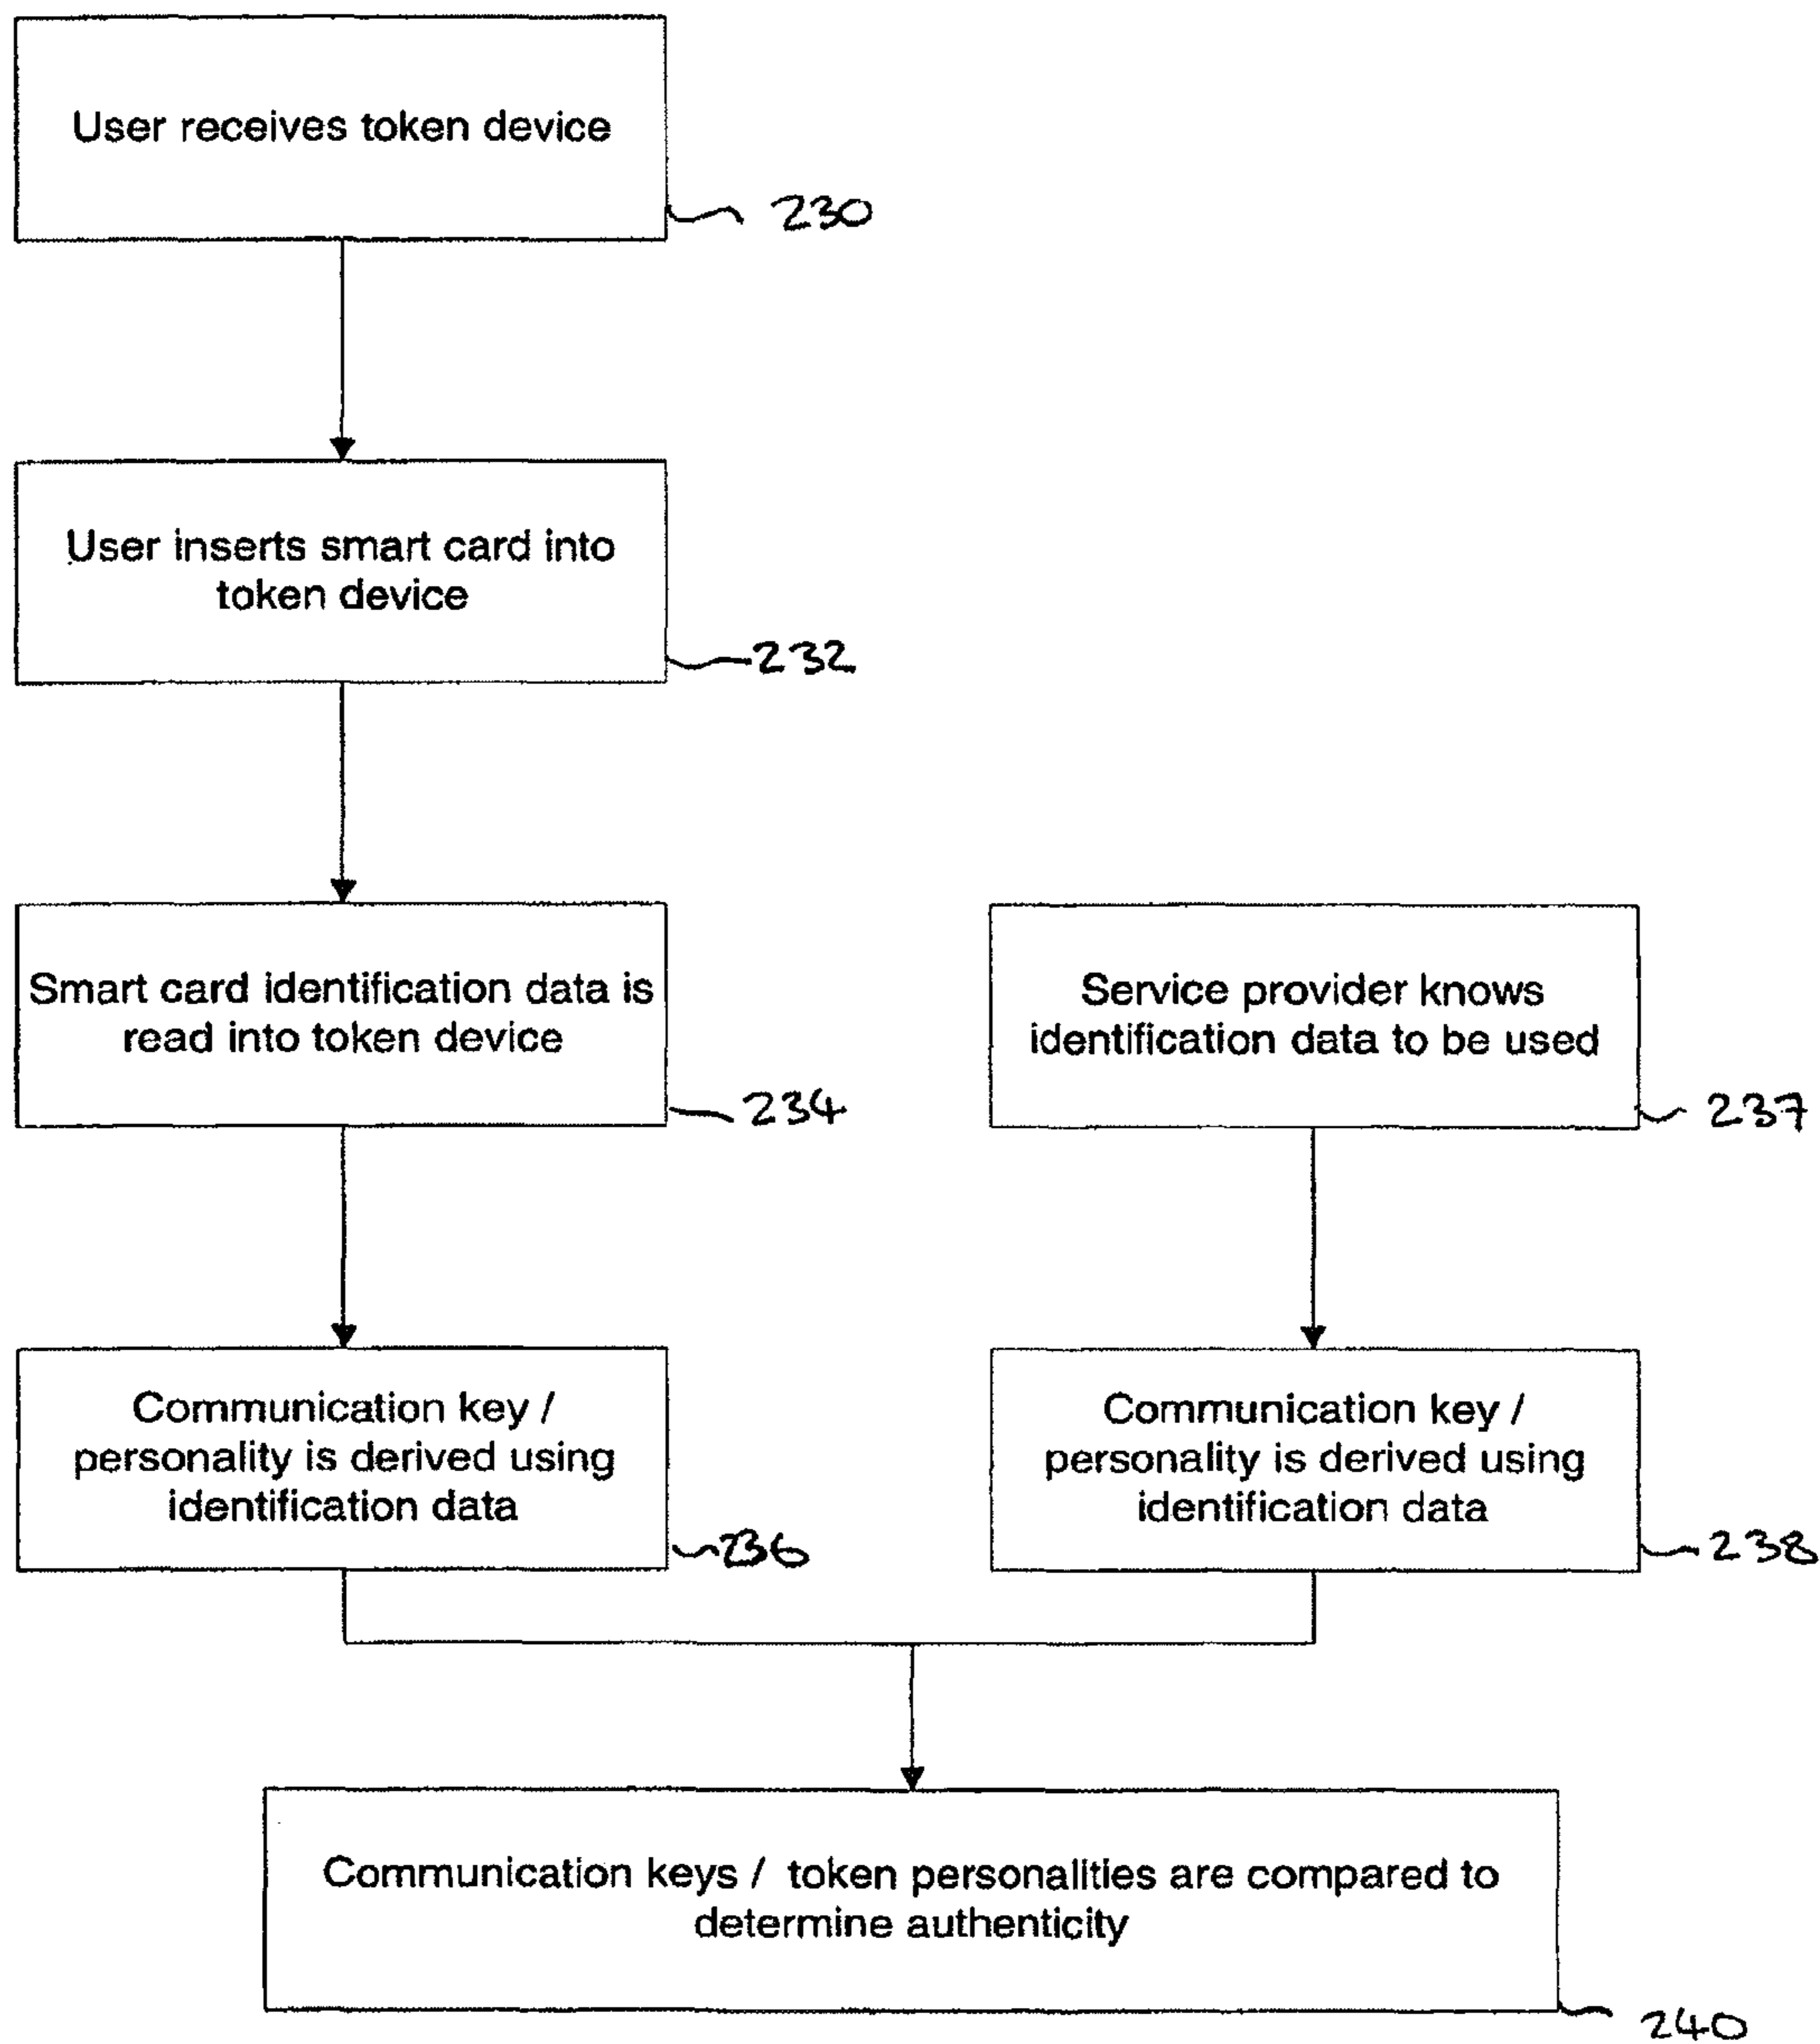 User receives token device
230
User inserts smart card into
token device
232
Smart card identification data is
read into token device
234
Service provider knows
identification data to be used
237
Communication key /
personality is derived using
identification data
236
Communication key /
personality is derived using
identification data
238
Communication keys / token personalities are compared to
determine authenticity
240